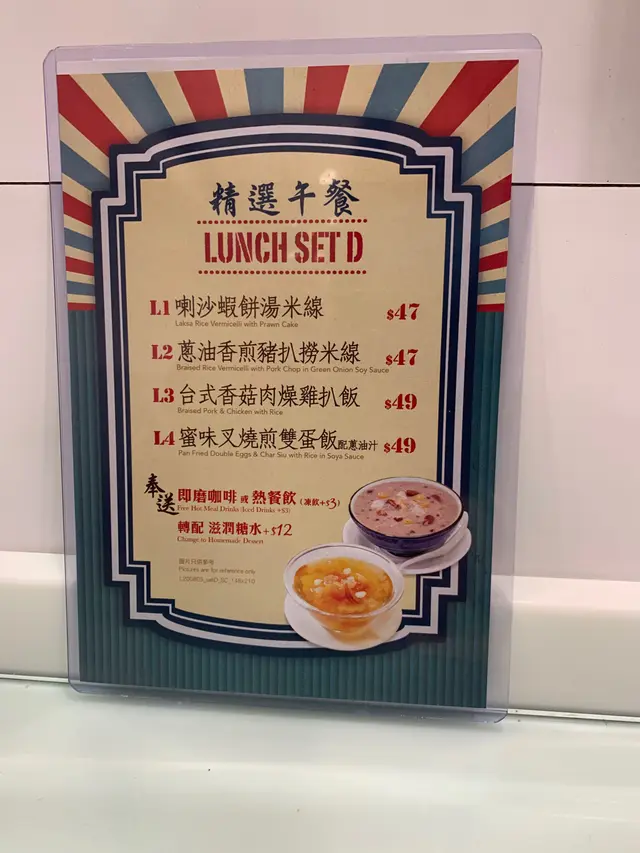 精選午餐
LUNCH SET D
L1 喇沙蝦餅湯米線 $47
Laksa Rice Vermicelli with Prawn Cake
L2 蔥油香煎豬扒撈米線 $47
Braised Rice Vermicelli with Pork Chop in Green Onion Soy Sauce
L3 台式香菇肉燥雞扒飯 $49
Braised Pork & Chicken with Rice
L4 蜜味叉燒煎雙蛋飯配蔥油汁 $49
Pan Fried Double Eggs & Char Siu with Rice in Soya Sauce
奉送 即磨咖啡 或 熱餐飲 (凍飲+$3)
Free Hot Meal Drinks (Iced Drinks +$3)
轉配 滋潤糖水 +$12
Change to Homemade Dessert
圖片只供參考
Pictures are for reference only